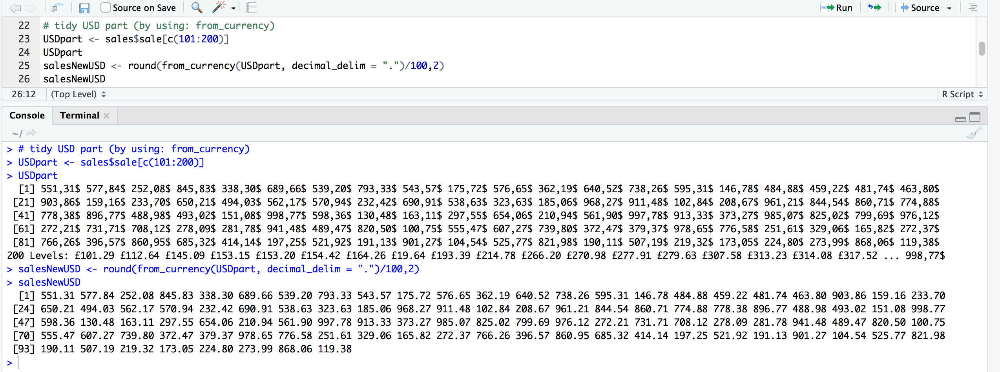 Source on Save Run Source
22 # tidy USD part (by using: from_currency)
23 USDpart <- sales$sale[c(101:200)]
24 USDpart
25 salesNewUSD <- round(from_currency(USDpart, decimal_delim = ".")/100,2)
26 salesNewUSD
26:12 (Top Level) R Script
Console Terminal
~/
> # tidy USD part (by using: from_currency)
> USDpart <- sales$sale[c(101:200)]
> USDpart
[1] 551,31$ 577,84$ 252,08$ 845,83$ 338,30$ 689,66$ 539,20$ 793,33$ 543,57$ 175,72$ 576,65$ 362,19$ 640,52$ 738,26$ 595,31$ 146,78$ 484,88$ 459,22$ 481,74$ 463,80$
[21] 903,86$ 159,16$ 233,70$ 650,21$ 494,03$ 562,17$ 570,94$ 232,42$ 690,91$ 538,63$ 323,63$ 185,06$ 968,27$ 911,48$ 102,84$ 208,67$ 961,21$ 844,54$ 860,71$ 774,88$
[41] 778,38$ 896,77$ 488,98$ 493,02$ 151,08$ 998,77$ 598,36$ 130,48$ 163,11$ 297,55$ 654,06$ 210,94$ 561,90$ 997,78$ 913,33$ 373,27$ 985,07$ 825,02$ 799,69$ 976,12$
[61] 272,21$ 731,71$ 708,12$ 278,09$ 281,78$ 941,48$ 489,47$ 820,50$ 100,75$ 555,47$ 607,27$ 739,80$ 372,47$ 379,37$ 978,65$ 776,58$ 251,61$ 329,06$ 165,82$ 272,37$
[81] 766,26$ 396,57$ 860,95$ 685,32$ 414,14$ 197,25$ 521,92$ 191,13$ 901,27$ 104,54$ 525,77$ 821,98$ 190,11$ 507,19$ 219,32$ 173,05$ 224,80$ 273,99$ 868,06$ 119,38$
200 Levels: £101.29 £112.64 £145.09 £153.15 £153.20 £154.42 £164.26 £19.64 £193.39 £214.78 £266.20 £270.98 £277.91 £279.63 £307.58 £313.23 £314.08 £317.52 ... 998,77$
> salesNewUSD <- round(from_currency(USDpart, decimal_delim = ".")/100,2)
> salesNewUSD
[1] 551.31 577.84 252.08 845.83 338.30 689.66 539.20 793.33 543.57 175.72 576.65 362.19 640.52 738.26 595.31 146.78 484.88 459.22 481.74 463.80 903.86 159.16 233.70
[24] 650.21 494.03 562.17 570.94 232.42 690.91 538.63 323.63 185.06 968.27 911.48 102.84 208.67 961.21 844.54 860.71 774.88 778.38 896.77 488.98 493.02 151.08 998.77
[47] 598.36 130.48 163.11 297.55 654.06 210.94 561.90 997.78 913.33 373.27 985.07 825.02 799.69 976.12 272.21 731.71 708.12 278.09 281.78 941.48 489.47 820.50 100.75
[70] 555.47 607.27 739.80 372.47 379.37 978.65 776.58 251.61 329.06 165.82 272.37 766.26 396.57 860.95 685.32 414.14 197.25 521.92 191.13 901.27 104.54 525.77 821.98
[93] 190.11 507.19 219.32 173.05 224.80 273.99 868.06 119.38
>